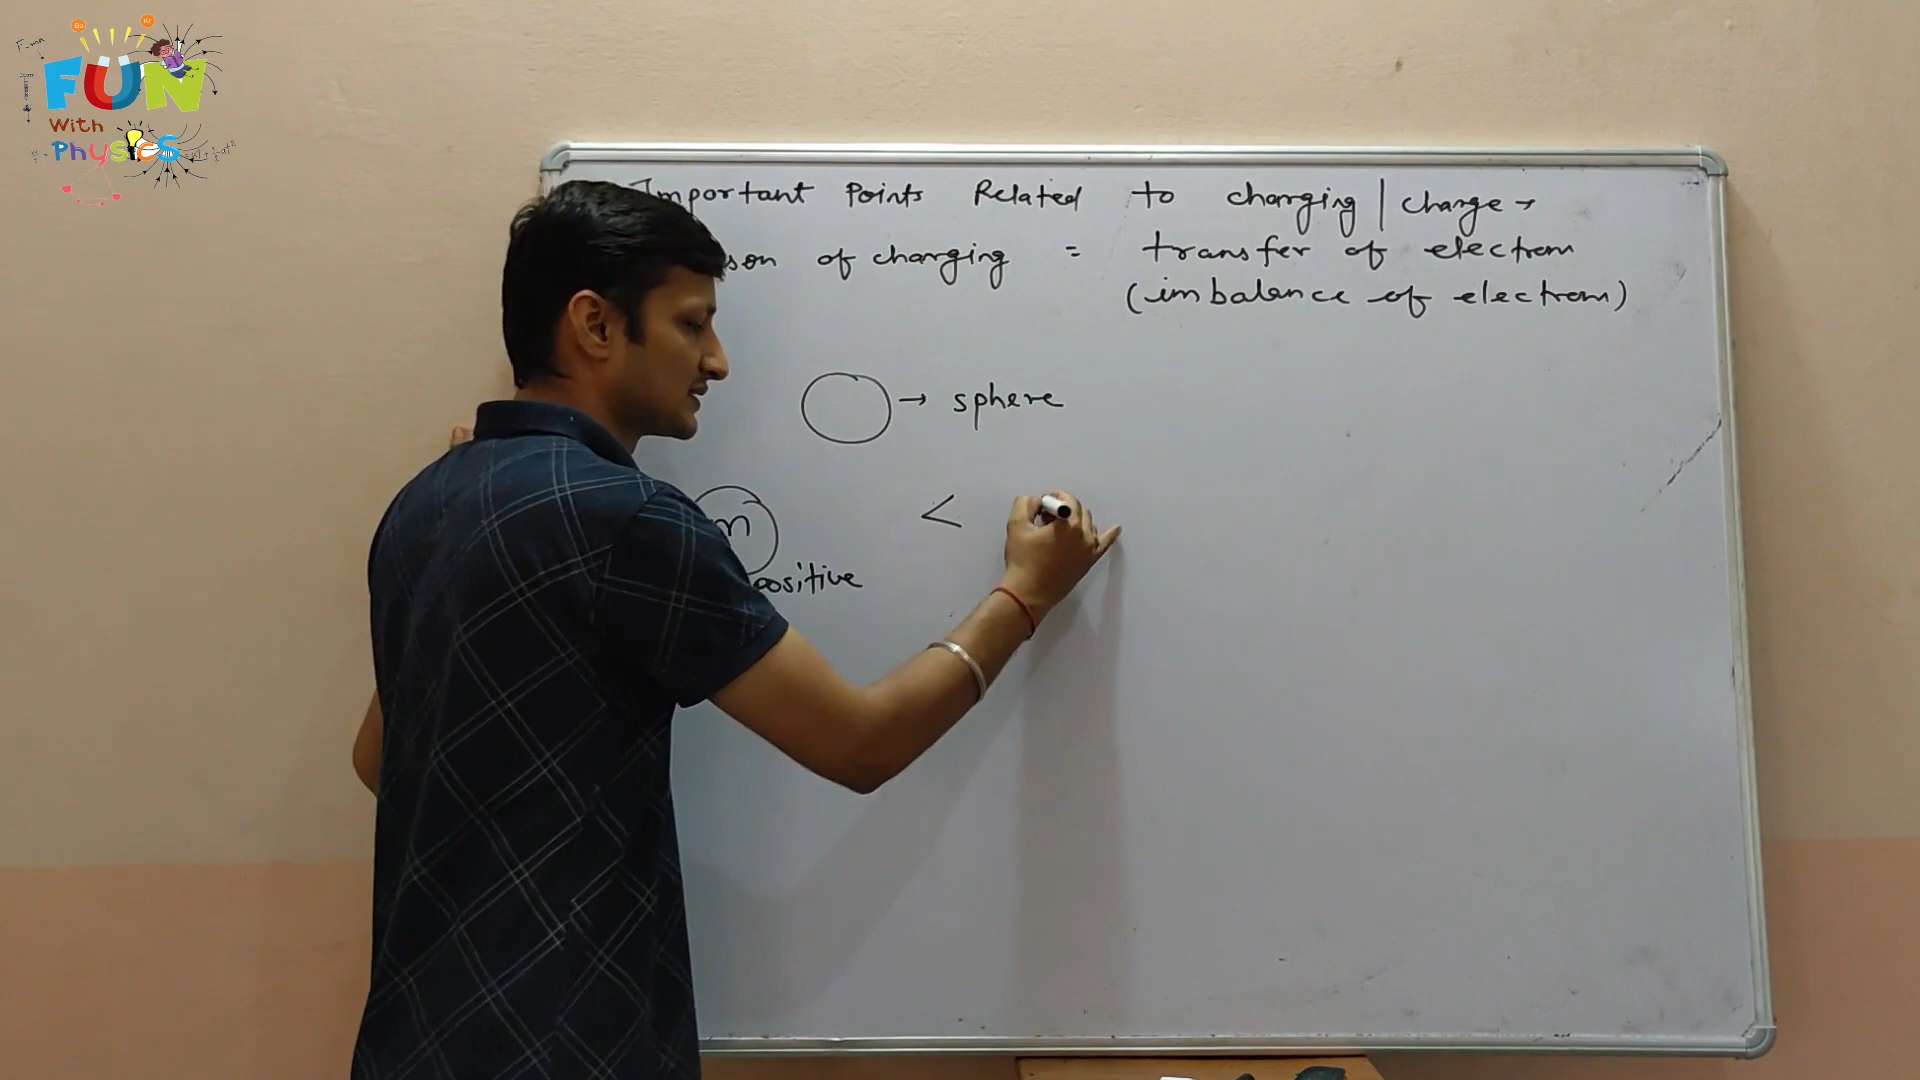 FUN
With
Physics
Important Points Related to charging | charge →
of charging = transfer of electron
(imbalance of electron)
→ sphere
m <
positive